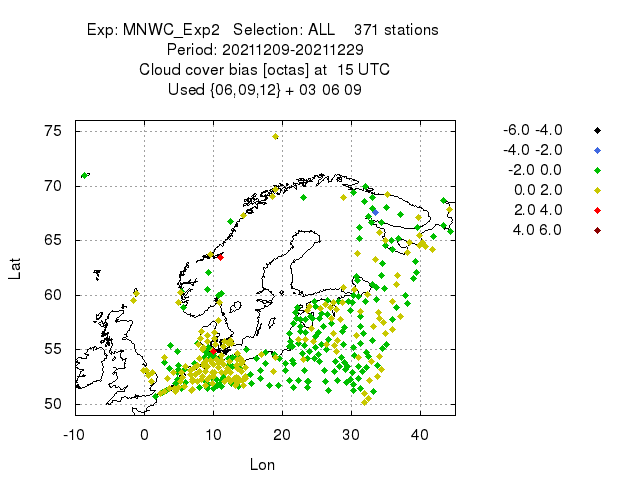 Exp: MNWC_Exp2   Selection: ALL    371 stations
Period: 20211209-20211229
Cloud cover bias [octas] at  15 UTC
Used {06,09,12} + 03 06 09
-6.0 -4.0
-4.0 -2.0
-2.0 0.0
0.0 2.0
2.0 4.0
4.0 6.0
75
70
65
60
55
50
Lat
-10 0 10 20 30 40
Lon